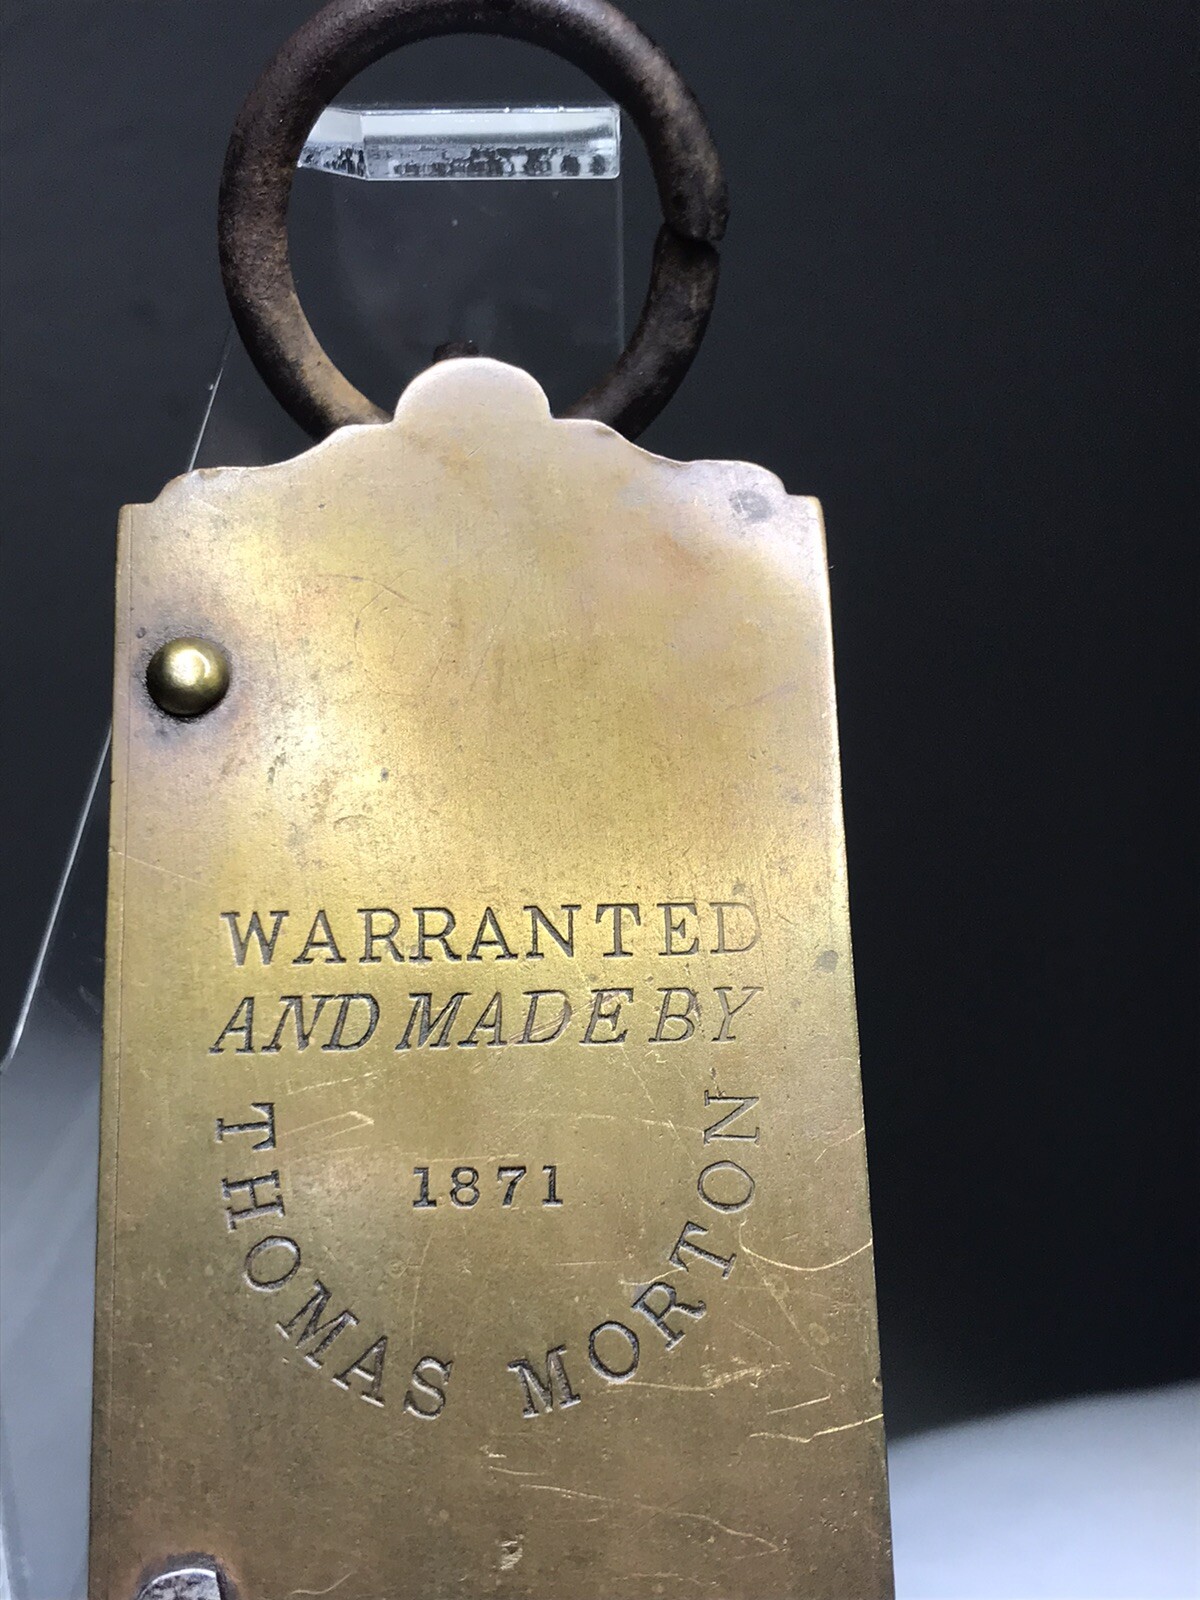 WARRANTED
AND MADE BY
THOMAS MORTON
1871